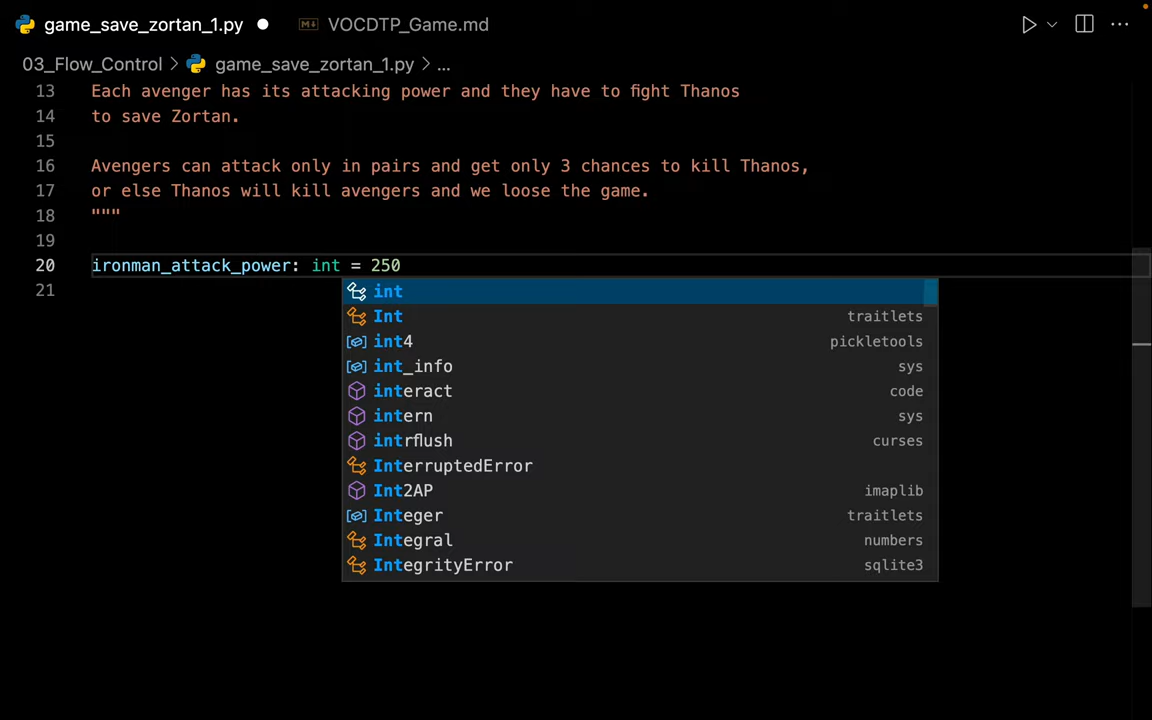 game_save_zortan_1.py VOCDTP_Game.md
03_Flow_Control > game_save_zortan_1.py > ...
13 Each avenger has its attacking power and they have to fight Thanos
14 to save Zortan.
15
16 Avengers can attack only in pairs and get only 3 chances to kill Thanos,
17 or else Thanos will kill avengers and we loose the game.
18 """
19
20 ironman_attack_power: int = 250
21
int
Int traitlets
int4 pickletools
int_info sys
interact code
intern sys
intrflush curses
InterruptedError
Int2AP imaplib
Integer traitlets
Integral numbers
IntegrityError sqlite3